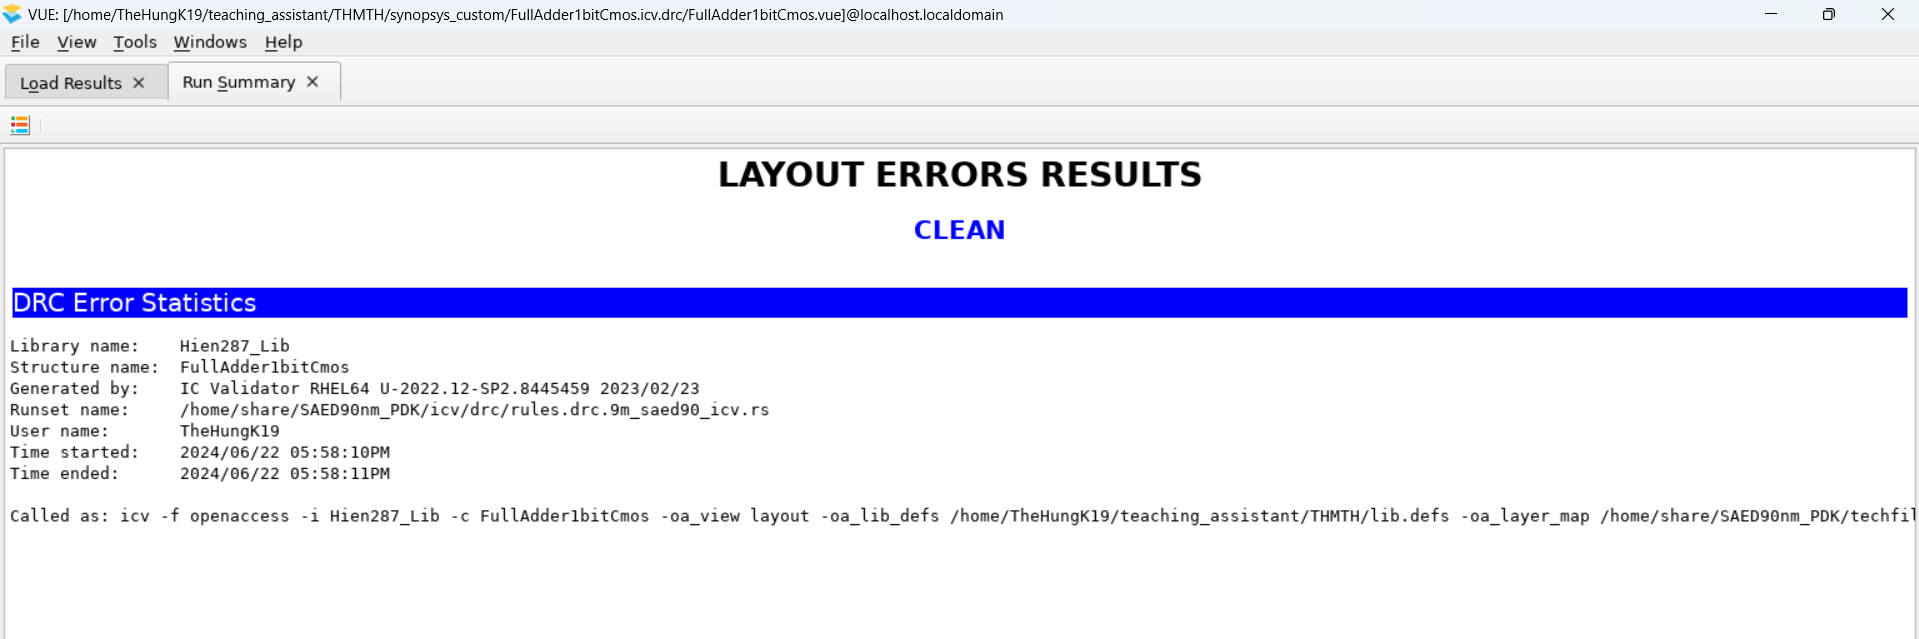 VUE: [/home/TheHungK19/teaching_assistant/THMTH/synopsys_custom/FullAdder1bitCmos.icv.drc/FullAdder1bitCmos.vue]@localhost.localdomain
File View Tools Windows Help
Load Results Run Summary
LAYOUT ERRORS RESULTS
CLEAN
DRC Error Statistics
Library name: Hien287_Lib
Structure name: FullAdder1bitCmos
Generated by: IC Validator RHEL64 U-2022.12-SP2.8445459 2023/02/23
Runset name: /home/share/SAED90nm_PDK/icv/drc/rules.drc.9m_saed90_icv.rs
User name: TheHungK19
Time started: 2024/06/22 05:58:10PM
Time ended: 2024/06/22 05:58:11PM
Called as: icv -f openaccess -i Hien287_Lib -c FullAdder1bitCmos -oa_view layout -oa_lib_defs /home/TheHungK19/teaching_assistant/THMTH/lib.defs -oa_layer_map /home/share/SAED90nm_PDK/techfil